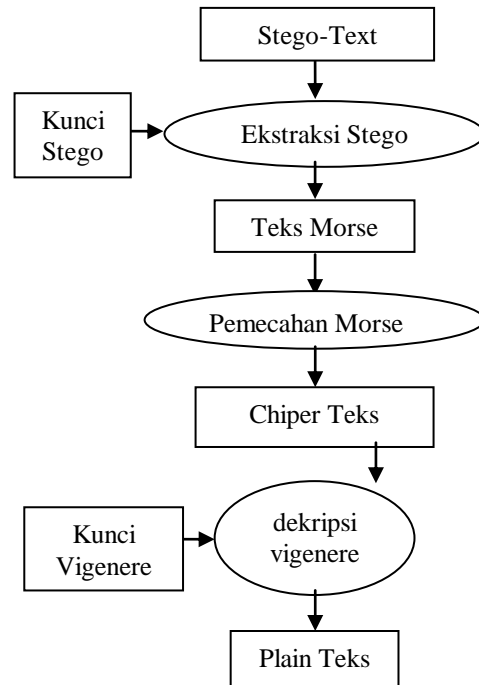 Stego-Text
Kunci
Stego
Ekstraksi Stego
Teks Morse
Pemecahan Morse
Chiper Teks
Kunci
Vigenere
dekripsi
vigenere
Plain Teks